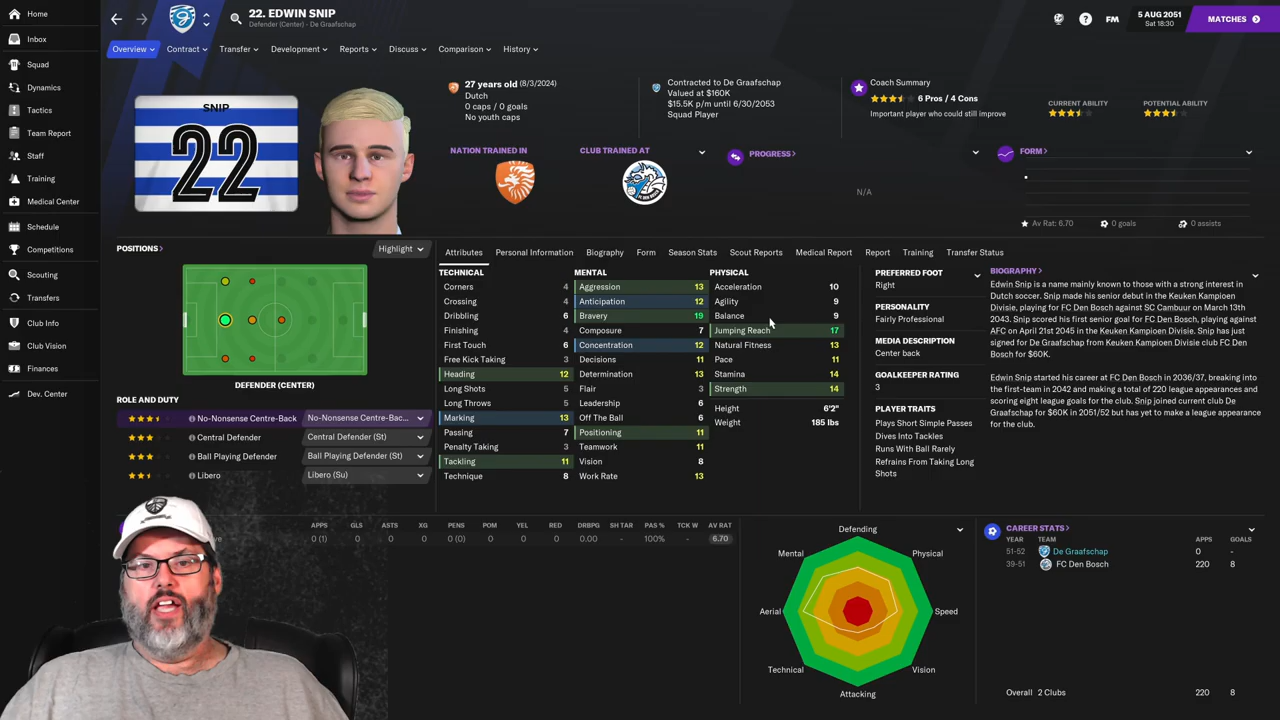 Home
Inbox
Squad
Dynamics
Tactics
Team Report
Staff
Training
Medical Center
Schedule
Competitions
Scouting
Transfers
Club Info
Club Vision
Finances
Dev. Center
22. EDWIN SNIP
Defender (Center) - De Graafschap
FM
5 AUG 2051
Sat 18:30
MATCHES
Overview
Contract
Transfer
Development
Reports
Discuss
Comparison
History
SNIP
22
27 years old (8/3/2024)
Dutch
0 caps / 0 goals
No youth caps
Contracted to De Graafschap
Valued at $160K
$15.5K p/m until 6/30/2053
Squad Player
Coach Summary
6 Pros / 4 Cons
Important player who could still improve
CURRENT ABILITY
POTENTIAL ABILITY
NATION TRAINED IN
CLUB TRAINED AT
PROGRESS
N/A
FORM
Av Rat: 6.70
0 goals
0 assists
POSITIONS
Highlight
DEFENDER (CENTER)
ROLE AND DUTY
No-Nonsense Centre-Back No-Nonsense Centre-Bac...
Central Defender Central Defender (St)
Ball Playing Defender Ball Playing Defender (St)
Libero Libero (Su)
Attributes
Personal Information
Biography
Form
Season Stats
Scout Reports
Medical Report
Report
Training
Transfer Status
TECHNICAL
Corners 4
Crossing 4
Dribbling 6
Finishing 4
First Touch 6
Free Kick Taking 3
Heading 12
Long Shots 5
Long Throws 5
Marking 13
Passing 7
Penalty Taking 3
Tackling 11
Technique 8
MENTAL
Aggression 13
Anticipation 12
Bravery 19
Composure 7
Concentration 12
Decisions 11
Determination 13
Flair 3
Leadership 6
Off The Ball 6
Positioning 11
Teamwork 11
Vision 8
Work Rate 13
PHYSICAL
Acceleration 10
Agility 9
Balance 9
Jumping Reach 17
Natural Fitness 13
Pace 11
Stamina 14
Strength 14
Height 6'2"
Weight 185 lbs
PREFERRED FOOT
Right
PERSONALITY
Fairly Professional
MEDIA DESCRIPTION
Center back
GOALKEEPER RATING
3
PLAYER TRAITS
Plays Short Simple Passes
Dives Into Tackles
Runs With Ball Rarely
Refrains From Taking Long
Shots
BIOGRAPHY
Edwin Snip is a name mainly known to those with a strong interest in
Dutch soccer. Snip made his senior debut in the Keuken Kampioen
Divisie, playing for FC Den Bosch against SC Cambuur on March 13th
2043. Snip scored his first senior goal for FC Den Bosch, playing against
AFC on April 21st 2045 in the Keuken Kampioen Divisie. Snip has just
signed for De Graafschap from Keuken Kampioen Divisie club FC Den
Bosch for $60K.
Edwin Snip started his career at FC Den Bosch in 2036/37, breaking into
the first-team in 2042 and making a total of 220 league appearances and
scoring eight league goals for the club. Snip joined current club De
Graafschap for $60K in 2051/52 but has yet to make a league appearance
for the club.
APPS GLS ASTS XG PENS POM YEL RED DRBPG SH TAR PAS % TCK W AV RAT
0 (1) 0 0 0 0 (0) 0 0 0 0.00 - 100% - 6.70
Defending
Physical
Speed
Vision
Attacking
Technical
Aerial
Mental
CAREER STATS
YEAR TEAM APPS GOALS
51-52 De Graafschap 0 -
39-51 FC Den Bosch 220 8
Overall 2 Clubs 220 8